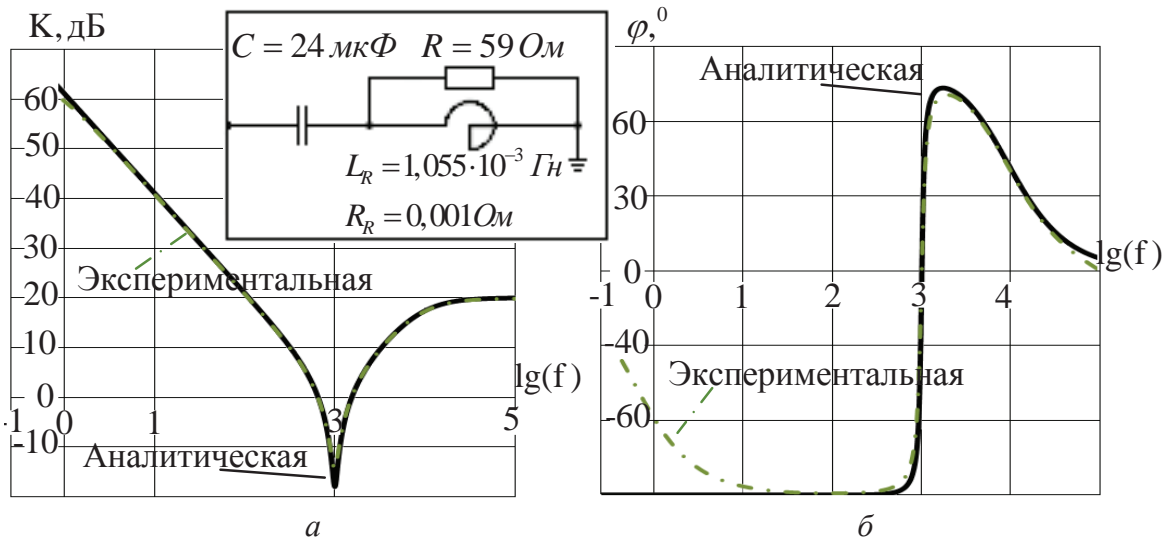 K, дБ
60
50
40
30
20
10
0
-10
-1
0
1
3
5
lg(f)
Экспериментальная
Аналитическая
а
C = 24 мкФ R = 59 Ом
L_R = 1,055·10⁻³ Гн
R_R = 0,001Ом
φ,⁰
Аналитическая
60
30
0
-1
0
1
2
3
4
lg(f)
-40
-60
Экспериментальная
б